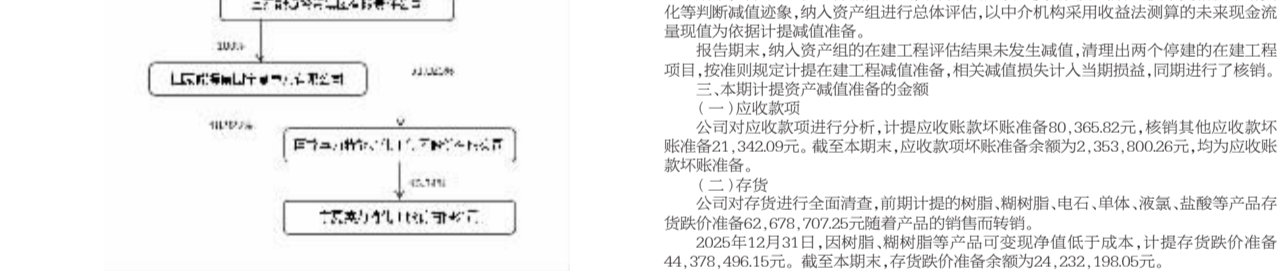 100%
化等判断减值迹象,纳入资产组进行总体评估,以中介机构采用收益法测算的未来现金流
量现值为依据计提减值准备。
报告期末,纳入资产组的在建工程评估结果未发生减值,清理出两个停建的在建工程
项目,按准则规定计提在建工程减值准备,相关减值损失计入当期损益,同期进行了核销。
三、本期计提资产减值准备的金额
(一)应收款项
公司对应收款项进行分析,计提应收账款坏账准备80,365.82元,核销其他应收款坏
账准备21,342.09元。截至本期末,应收款项坏账准备余额为2,353,800.26元,均为应收账
款坏账准备。
(二)存货
公司对存货进行全面清查,前期计提的树脂、糊树脂、电石、单体、液氯、盐酸等产品存
货跌价准备62,678,707.25元随着产品的销售而转销。
2025年12月31日,因树脂、糊树脂等产品可变现净值低于成本,计提存货跌价准备
44,378,496.15元。截至本期末,存货跌价准备余额为24,232,198.05元。